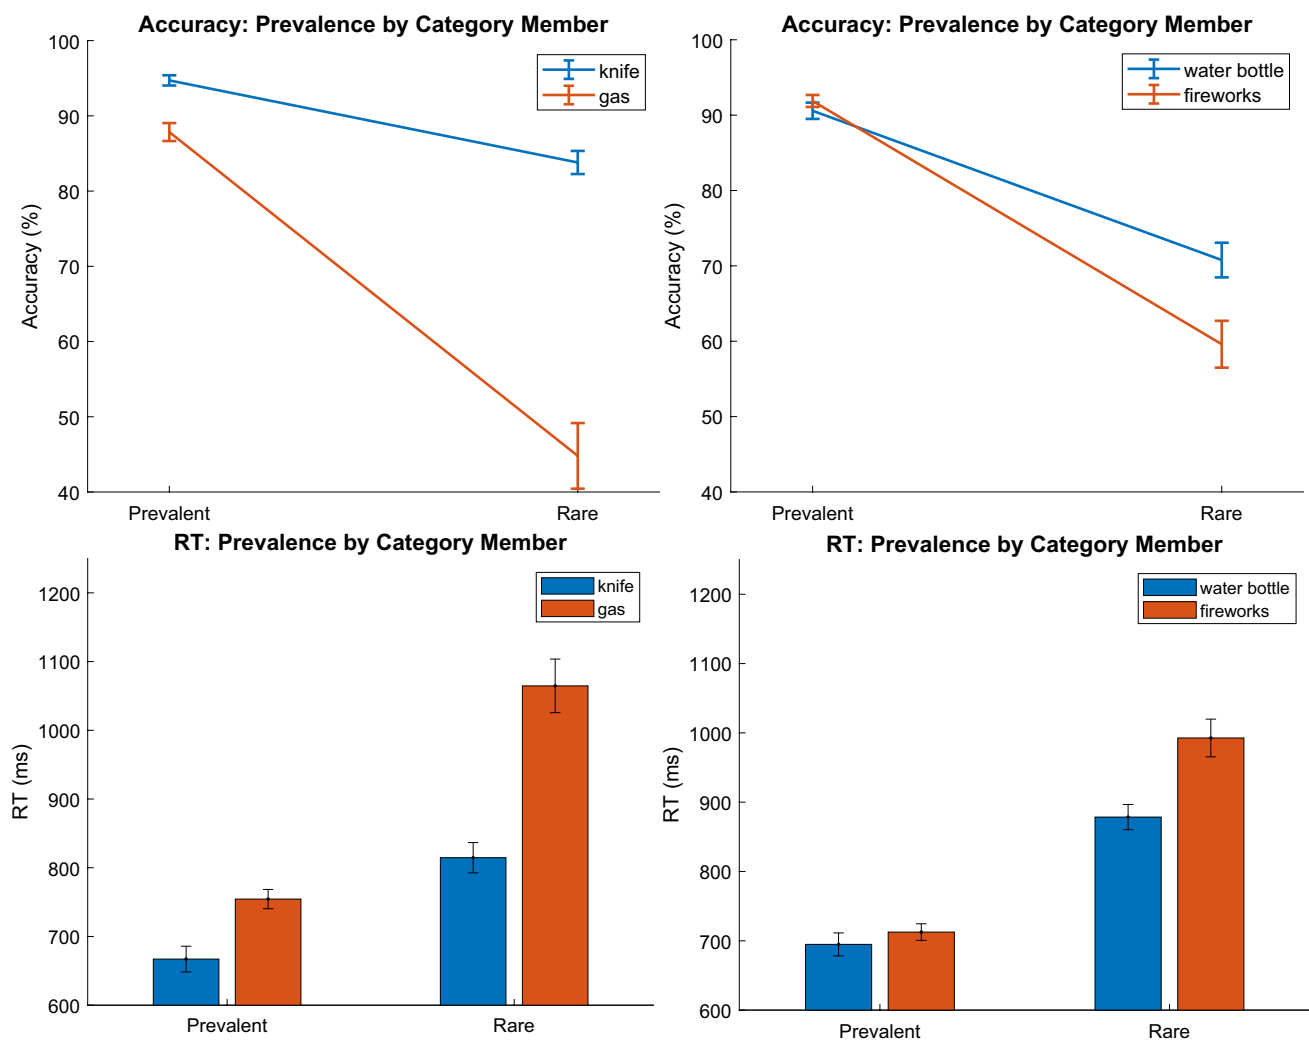 Accuracy: Prevalence by Category Member
100
90
80
70
60
50
40
Accuracy (%)
knife
gas
Prevalent
Rare
Accuracy: Prevalence by Category Member
100
90
80
70
60
50
40
Accuracy (%)
water bottle
fireworks
Prevalent
Rare
RT: Prevalence by Category Member
1200
1100
1000
900
800
700
600
RT (ms)
knife
gas
Prevalent
Rare
RT: Prevalence by Category Member
1200
1100
1000
900
800
700
600
RT (ms)
water bottle
fireworks
Prevalent
Rare